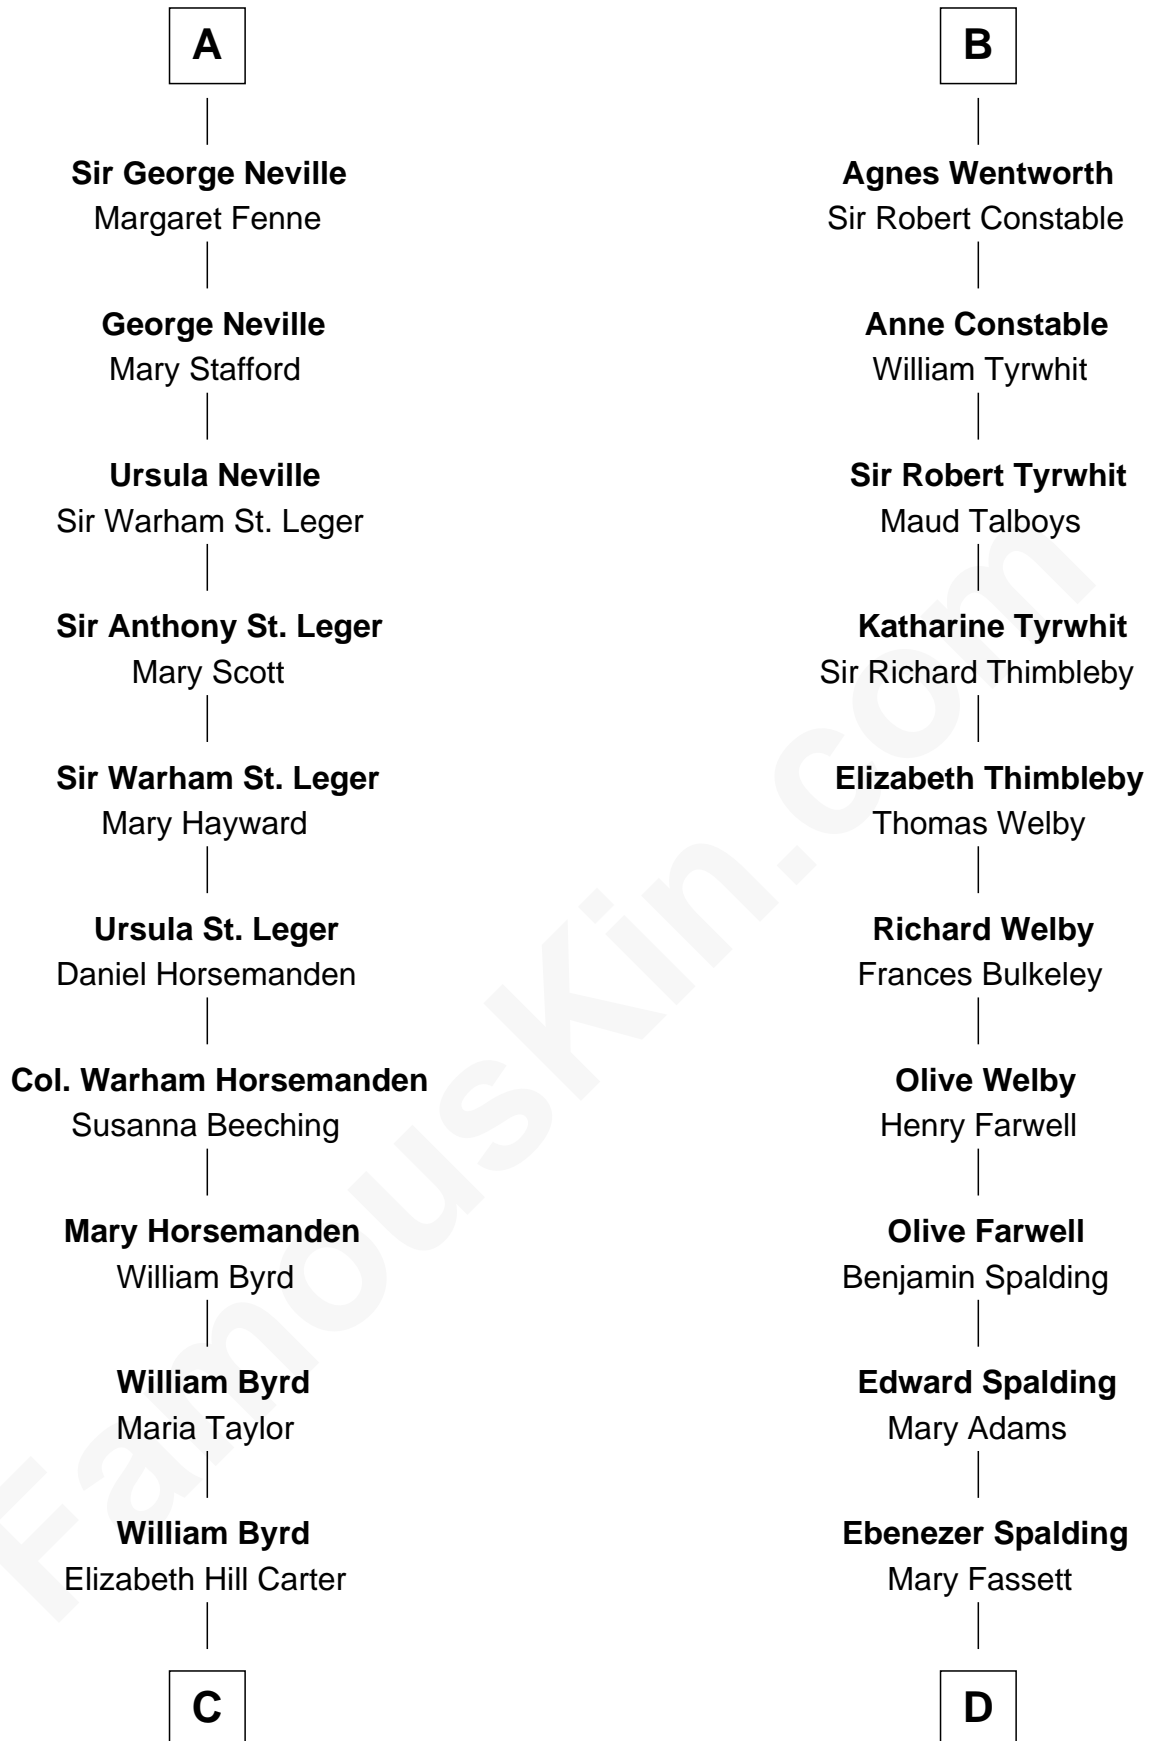 A
Sir George Neville
Margaret Fenne
George Neville
Mary Stafford
Ursula Neville
Sir Warham St. Leger
Sir Anthony St. Leger
Mary Scott
Sir Warham St. Leger
Mary Hayward
Ursula St. Leger
Daniel Horsemanden
Col. Warham Horsemanden
Susanna Beeching
Mary Horsemanden
William Byrd
William Byrd
Maria Taylor
William Byrd
Elizabeth Hill Carter
C
B
Agnes Wentworth
Sir Robert Constable
Anne Constable
William Tyrwhit
Sir Robert Tyrwhit
Maud Talboys
Katharine Tyrwhit
Sir Richard Thimbleby
Elizabeth Thimbleby
Thomas Welby
Richard Welby
Frances Bulkeley
Olive Welby
Henry Farwell
Olive Farwell
Benjamin Spalding
Edward Spalding
Mary Adams
Ebenezer Spalding
Mary Fassett
D
FamousKin.com